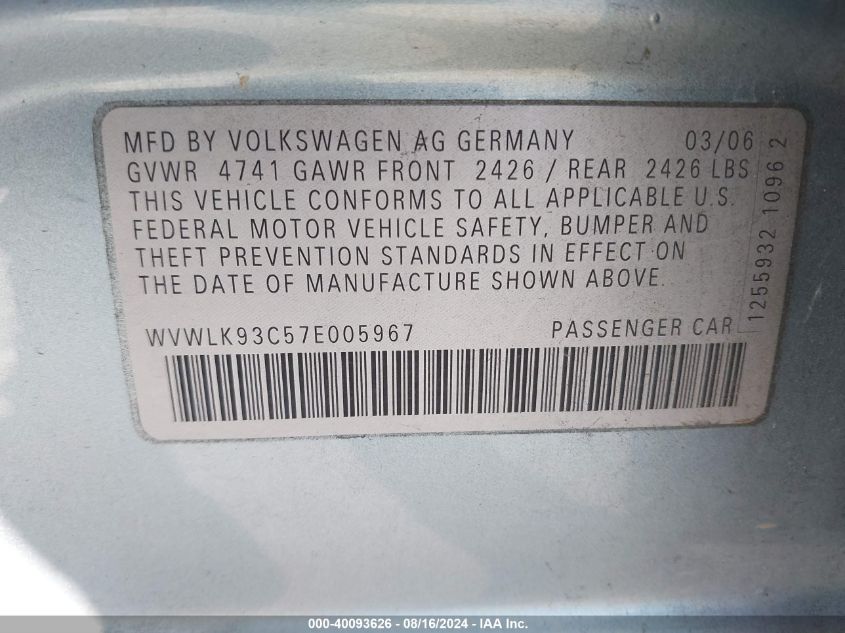 MFD BY VOLKSWAGEN AG GERMANY 03/06
GVWR 4741 GAWR FRONT 2426 / REAR 2426 LBS
THIS VEHICLE CONFORMS TO ALL APPLICABLE U.S.
FEDERAL MOTOR VEHICLE SAFETY, BUMPER AND
THEFT PREVENTION STANDARDS IN EFFECT ON
THE DATE OF MANUFACTURE SHOWN ABOVE.
WVWLK93C57E005967 PASSENGER CAR
1255932 1096 2
000-40093626 - 08/16/2024 - IAA Inc.